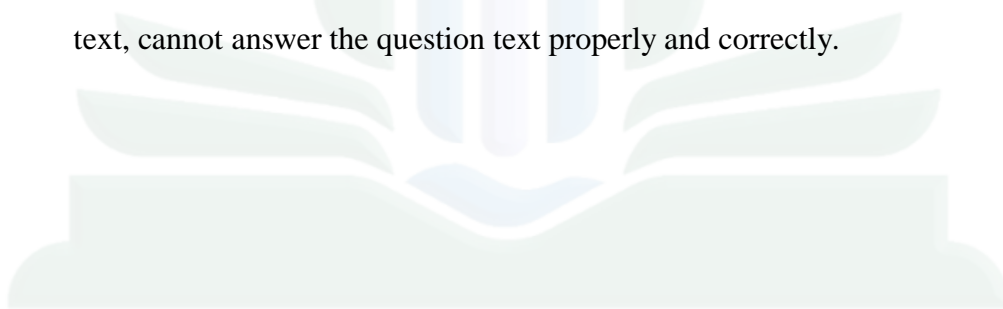 text, cannot answer the question text properly and correctly.